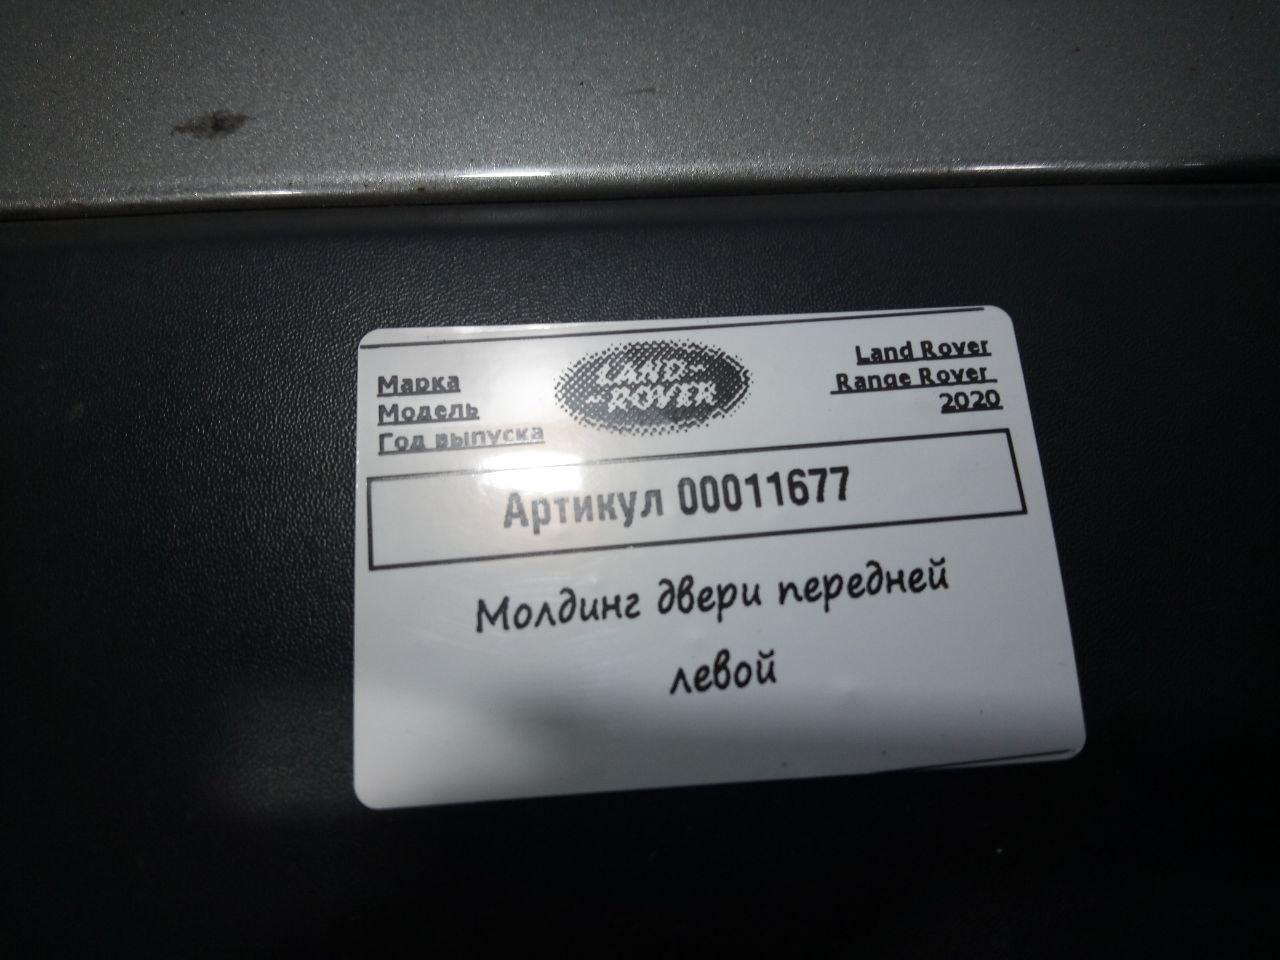 Марка
Модель
Год выпуска
LAND-
-ROVER
Land Rover
Range Rover
2020
Артикул 00011677
Молдинг двери передней
левой